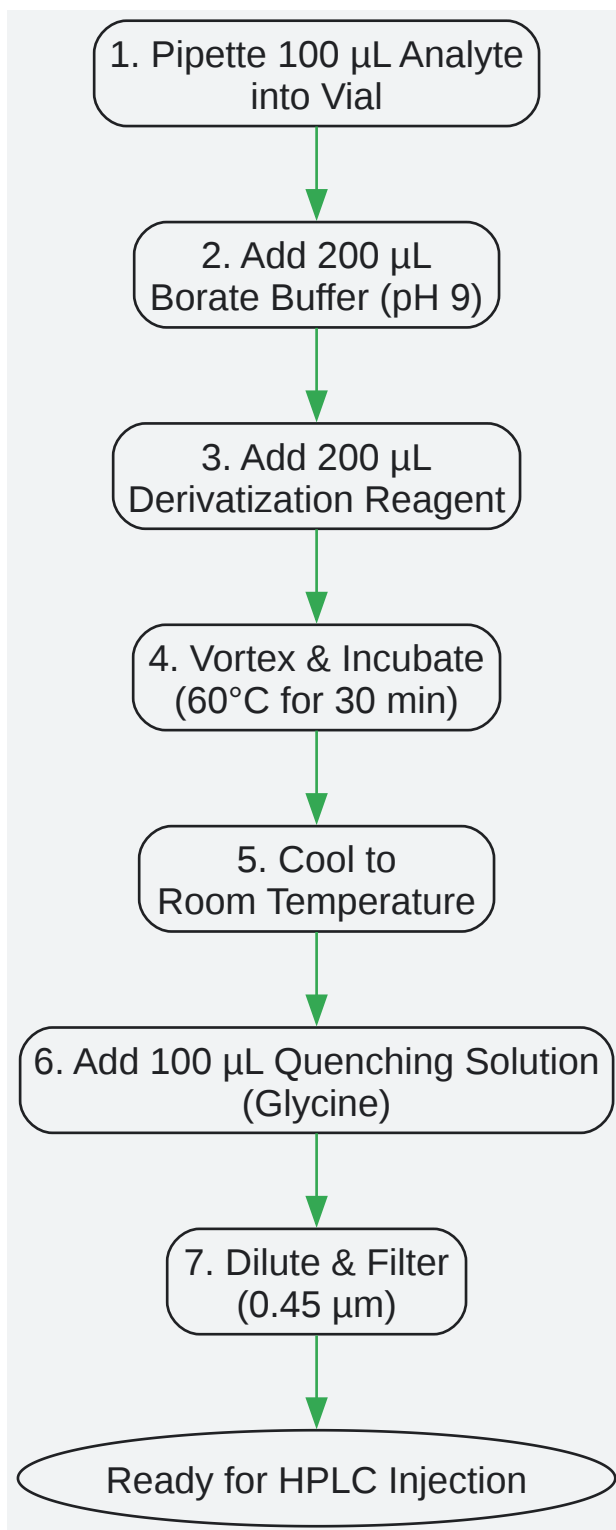 1. Pipette 100 µL Analyte
into Vial
2. Add 200 µL
Borate Buffer (pH 9)
3. Add 200 µL
Derivatization Reagent
4. Vortex & Incubate
(60°C for 30 min)
5. Cool to
Room Temperature
6. Add 100 µL Quenching Solution
(Glycine)
7. Dilute & Filter
(0.45 µm)
Ready for HPLC Injection